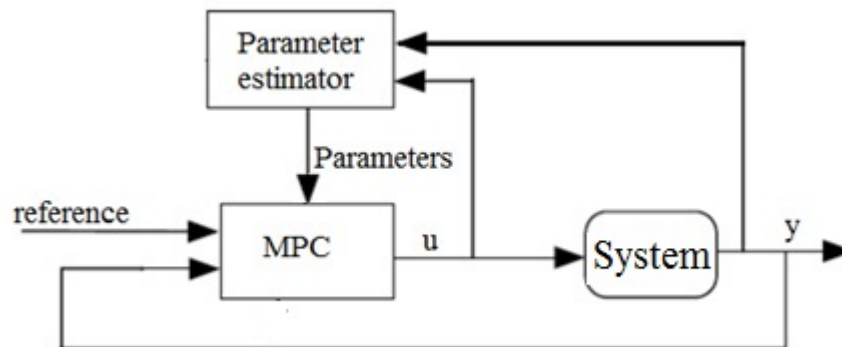 Parameter
estimator
Parameters
reference
MPC
u
System
y